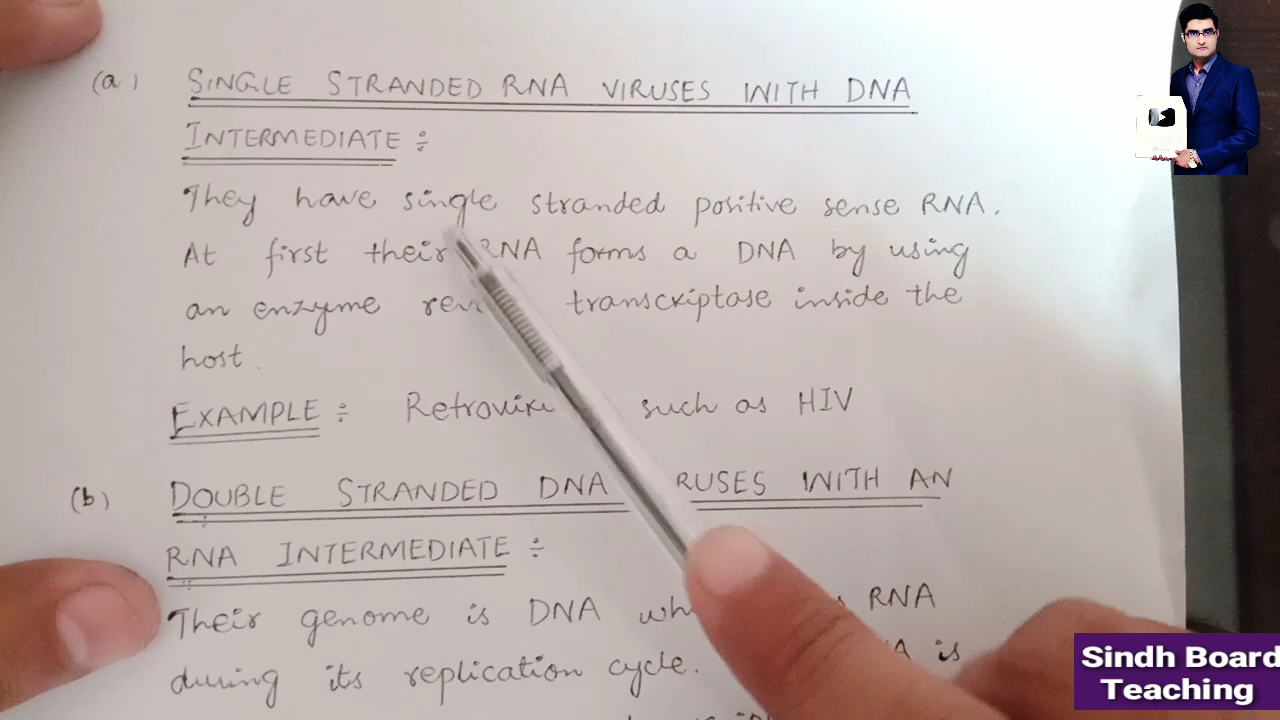 (a) SINGLE STRANDED RNA VIRUSES WITH DNA
INTERMEDIATE ÷
They have single stranded positive sense RNA.
At first their RNA forms a DNA by using
an enzyme transcriptase inside the
host.
EXAMPLE ÷ such as HIV
(b) DOUBLE STRANDED DNA WITH AN
RNA INTERMEDIATE ÷
Their genome is DNA RNA
during its replication cycle. is
Sindh Board
Teaching